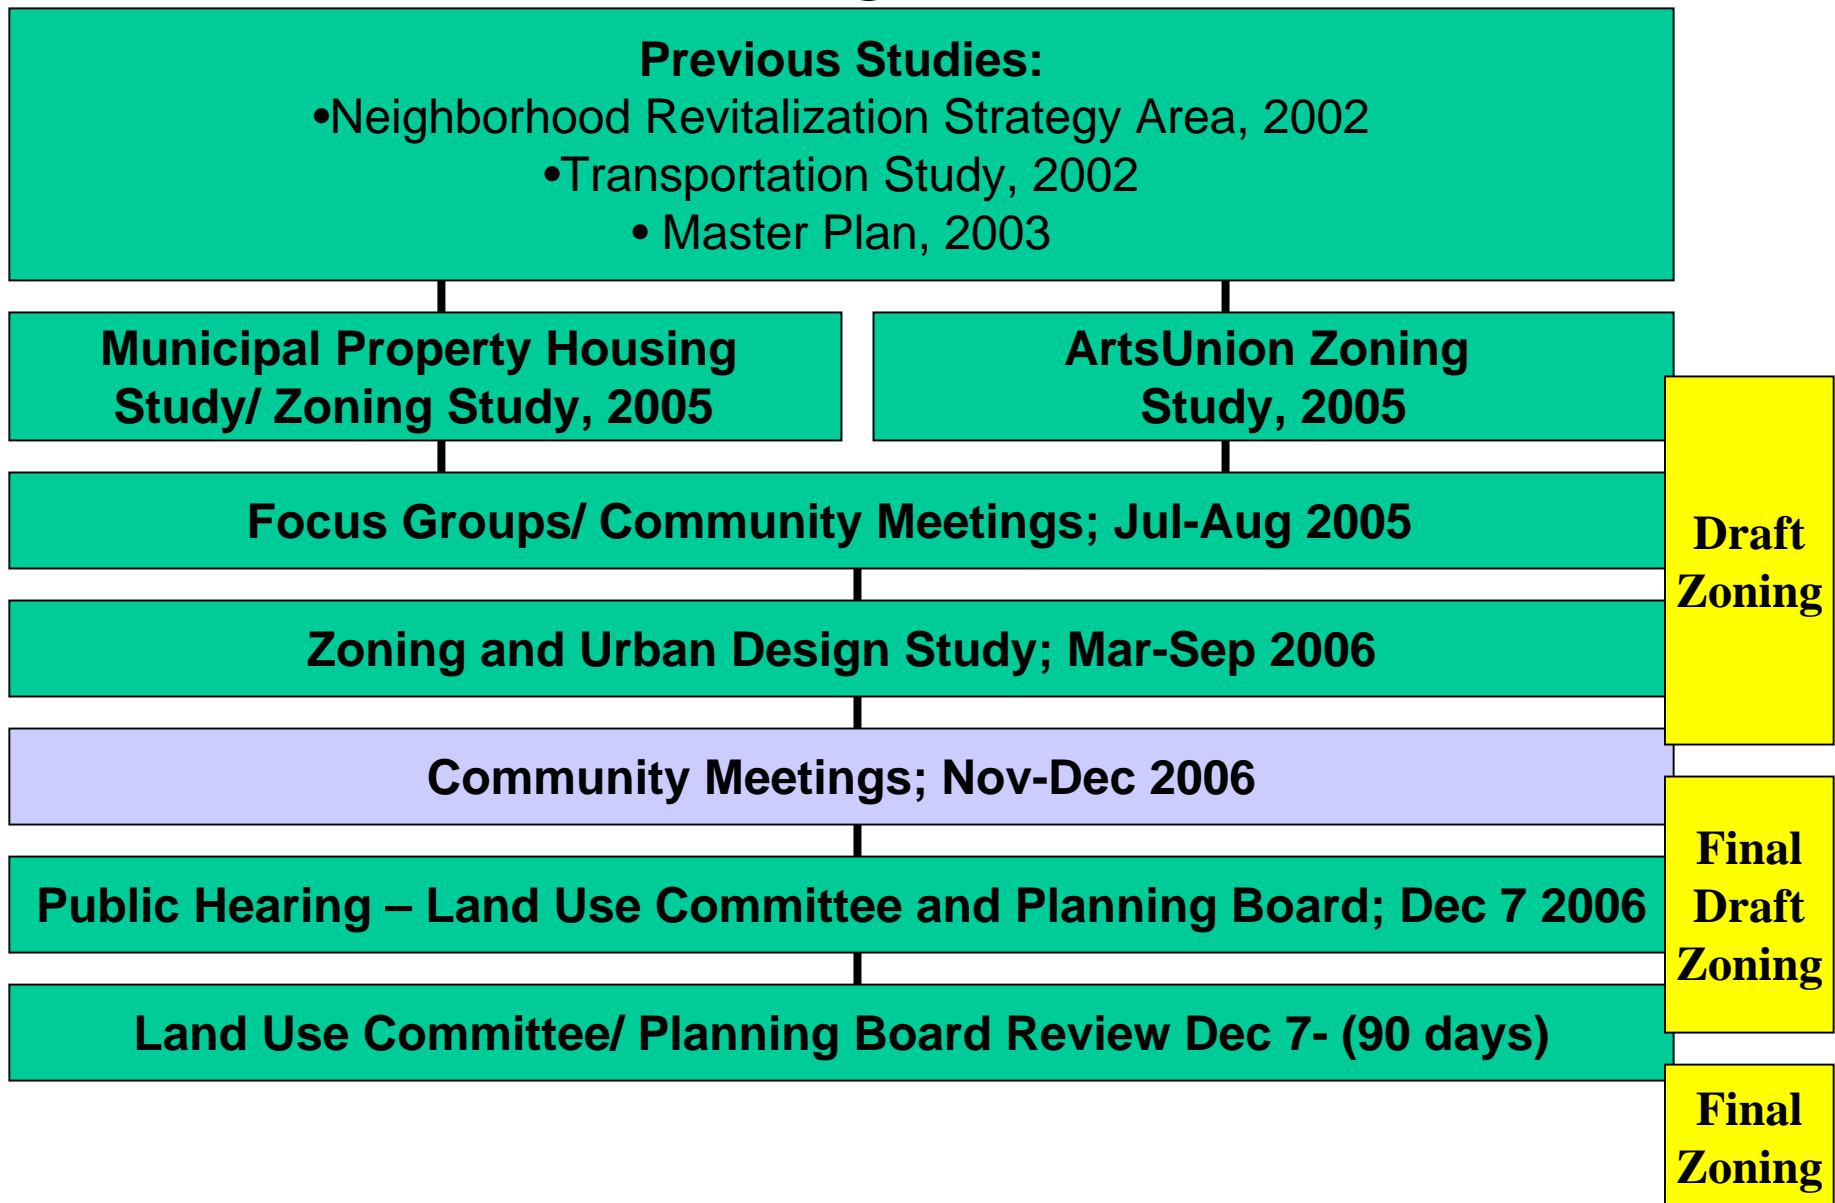 Previous Studies:
•Neighborhood Revitalization Strategy Area, 2002
•Transportation Study, 2002
• Master Plan, 2003
Municipal Property Housing
Study/ Zoning Study, 2005
ArtsUnion Zoning
Study, 2005
Focus Groups/ Community Meetings; Jul-Aug 2005
Zoning and Urban Design Study; Mar-Sep 2006
Draft
Zoning
Community Meetings; Nov-Dec 2006
Public Hearing – Land Use Committee and Planning Board; Dec 7 2006
Land Use Committee/ Planning Board Review Dec 7- (90 days)
Final
Draft
Zoning
Final
Zoning